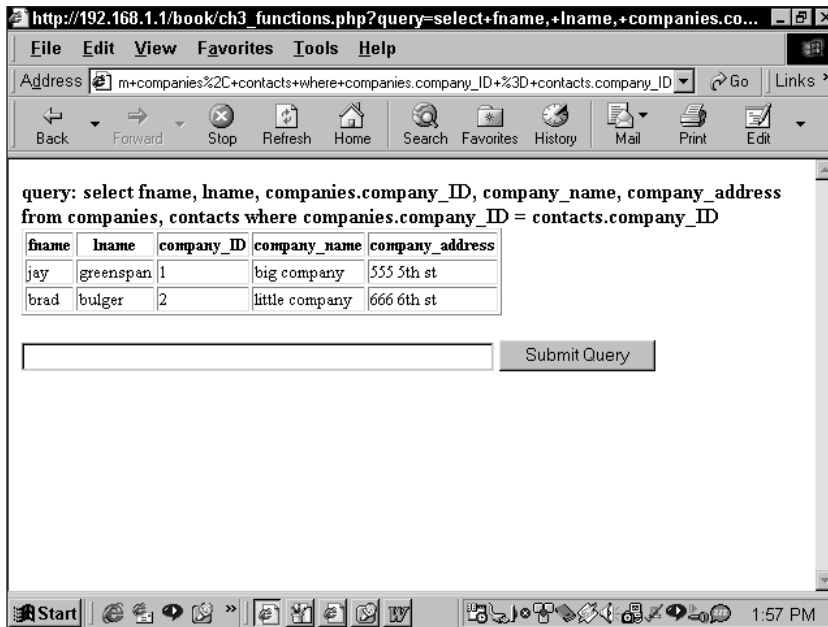 http://192.168.1.1/book/ch3_functions.php?query=select+fname,+lname,+companies.co...
File Edit View Favorites Tools Help
Address m+companies%2C+contacts+where+companies.company_ID+%3D+contacts.company_ID Go Links
Back Forward Stop Refresh Home Search Favorites History Mail Print Edit
query: select fname, lname, companies.company_ID, company_name, company_address
from companies, contacts where companies.company_ID = contacts.company_ID
fname lname company_ID company_name company_address
jay greenspan 1 big company 555 5th st
brad bulger 2 little company 666 6th st
Submit Query
Start 1:57 PM